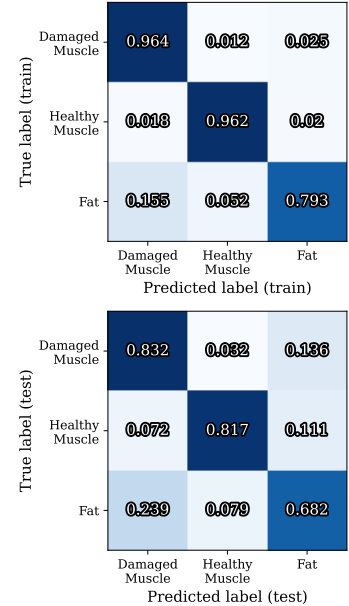 Damaged
Muscle
0.964 0.012 0.025
Healthy
Muscle
0.018 0.962 0.02
Fat
0.155 0.052 0.793
True label (train)
Damaged Healthy Fat
Muscle Muscle
Predicted label (train)
Damaged
Muscle
0.832 0.032 0.136
Healthy
Muscle
0.072 0.817 0.111
Fat
0.239 0.079 0.682
True label (test)
Damaged Healthy Fat
Muscle Muscle
Predicted label (test)